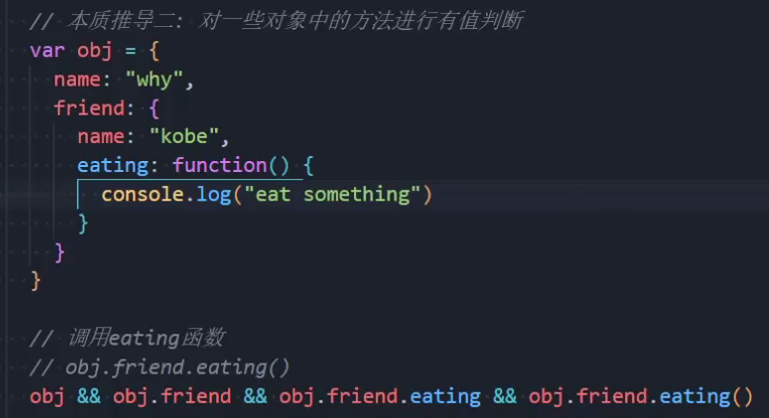 // 本质推导二: 对一些对象中的方法进行有值判断
var obj = {
  name: "why",
  friend: {
    name: "kobe",
    eating: function() {
      console.log("eat something")
    }
  }
}
// 调用eating函数
// obj.friend.eating()
obj && obj.friend && obj.friend.eating && obj.friend.eating()